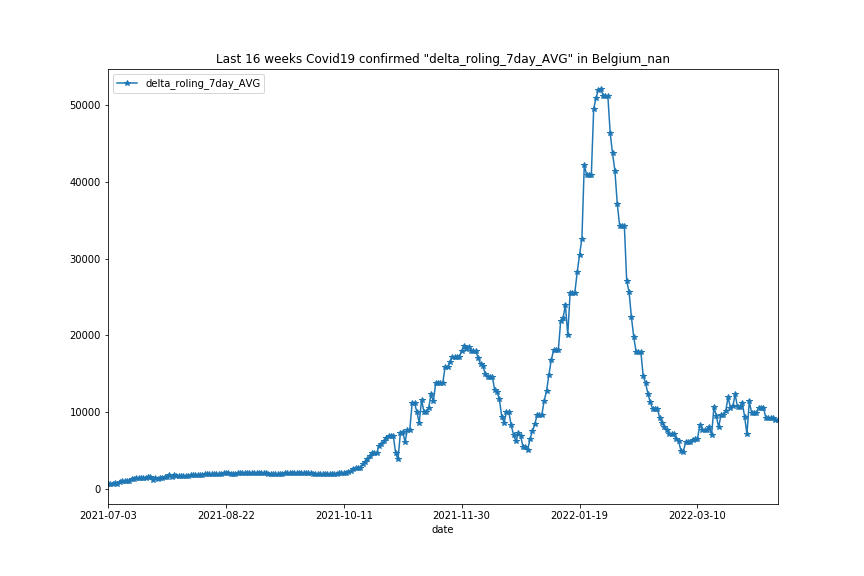 Last 16 weeks Covid19 confirmed "delta_roling_7day_AVG" in Belgium_nan
delta_roling_7day_AVG
50000
40000
30000
20000
10000
0
2021-07-03 2021-08-22 2021-10-11 2021-11-30 2022-01-19 2022-03-10
date